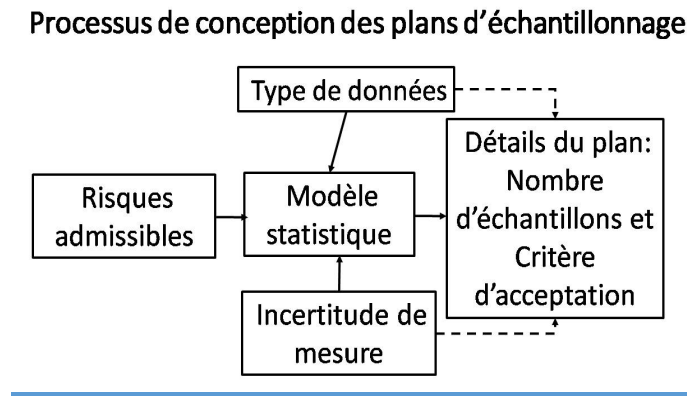 Processus de conception des plans d’échantillonnage
Type de données
Risques
admissibles
Modèle
statistique
Détails du plan:
Nombre
d’échantillons et
Critère
d’acceptation
Incertitude de
mesure